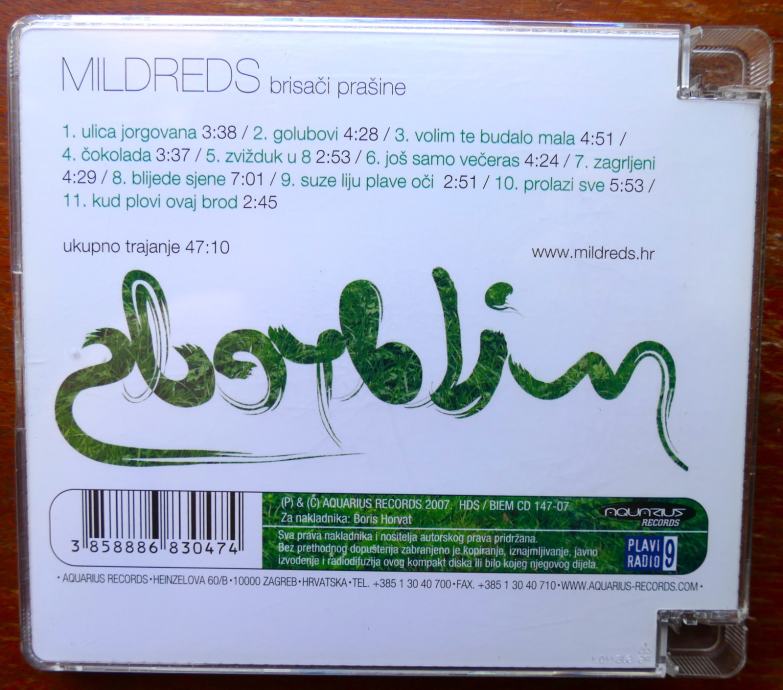 MILDREDS brisači prašine
1. ulica jorgovana 3:38 / 2. golubovi 4:28 / 3. volim te budalo mala 4:51 /
4. čokolada 3:37 / 5. zvižduk u 8 2:53 / 6. još samo večeras 4:24 / 7. zagrljeni
4:29 / 8. blijede sjene 7:01 / 9. suze liju plave oči 2:51 / 10. prolazi sve 5:53 /
11. kud plovi ovaj brod 2:45
ukupno trajanje 47:10
www.mildreds.hr
3 858886 830474
(P) & (Č) AQUARIUS RECORDS 2007. HDS / BIEM CD 147-07
Za nakladnika: Boris Horvat
AQUARIUS
RECORDS
Sva prava nakladnika i nositelja autorskog prava pridržana.
Bez prethodnog dopuštenja zabranjeno je kopiranje, iznajmljivanje, javno
izvođenje i radiodifuzija ovog kompakt diska ili bilo kojeg njegovog dijela.
PLAVI
RADIO 9
• AQUARIUS RECORDS • HEINZELOVA 60/B • 10000 ZAGREB • HRVATSKA • TEL. +385 1 30 40 700 • FAX. +385 1 30 40 710 • WWW.AQUARIUS-RECORDS.COM •